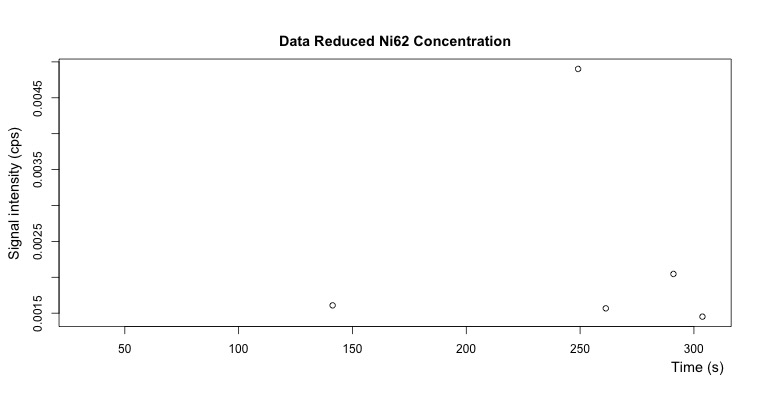 Data Reduced Ni62 Concentration
Signal intensity (cps)
0.0045
0.0035
0.0025
0.0015
50 100 150 200 250 300
Time (s)